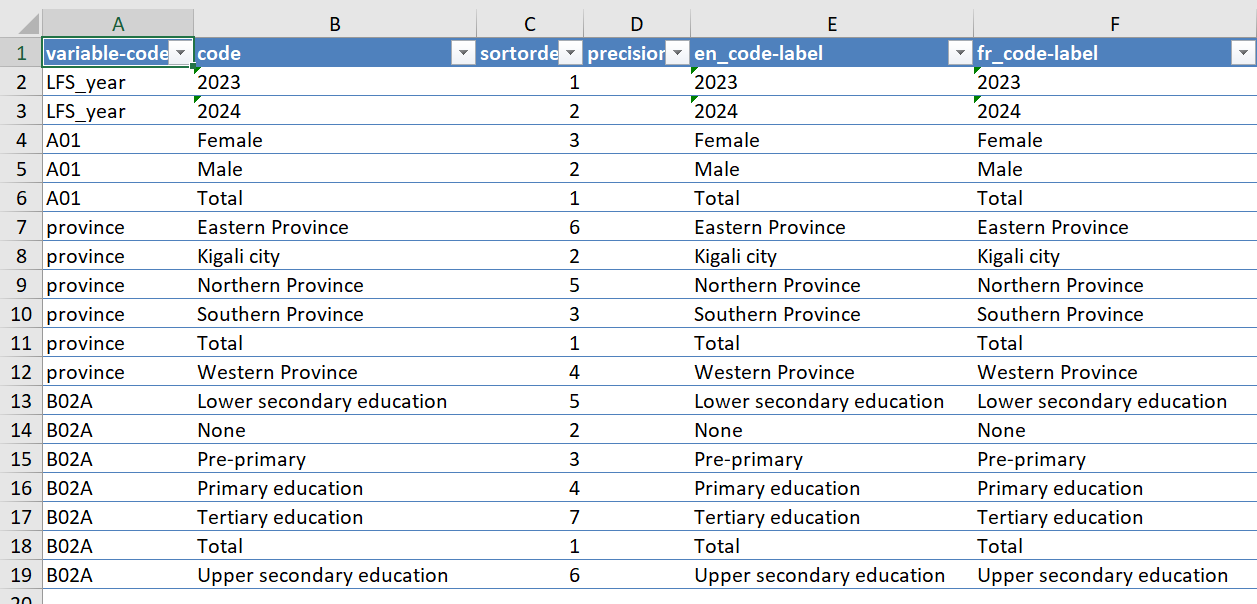 A B C D E F
1 variable-code code sortorde precision en_code-label fr_code-label
2 LFS_year 2023 1 2023 2023
3 LFS_year 2024 2 2024 2024
4 A01 Female 3 Female Female
5 A01 Male 2 Male Male
6 A01 Total 1 Total Total
7 province Eastern Province 6 Eastern Province Eastern Province
8 province Kigali city 2 Kigali city Kigali city
9 province Northern Province 5 Northern Province Northern Province
10 province Southern Province 3 Southern Province Southern Province
11 province Total 1 Total Total
12 province Western Province 4 Western Province Western Province
13 B02A Lower secondary education 5 Lower secondary education Lower secondary education
14 B02A None 2 None None
15 B02A Pre-primary 3 Pre-primary Pre-primary
16 B02A Primary education 4 Primary education Primary education
17 B02A Tertiary education 7 Tertiary education Tertiary education
18 B02A Total 1 Total Total
19 B02A Upper secondary education 6 Upper secondary education Upper secondary education
20